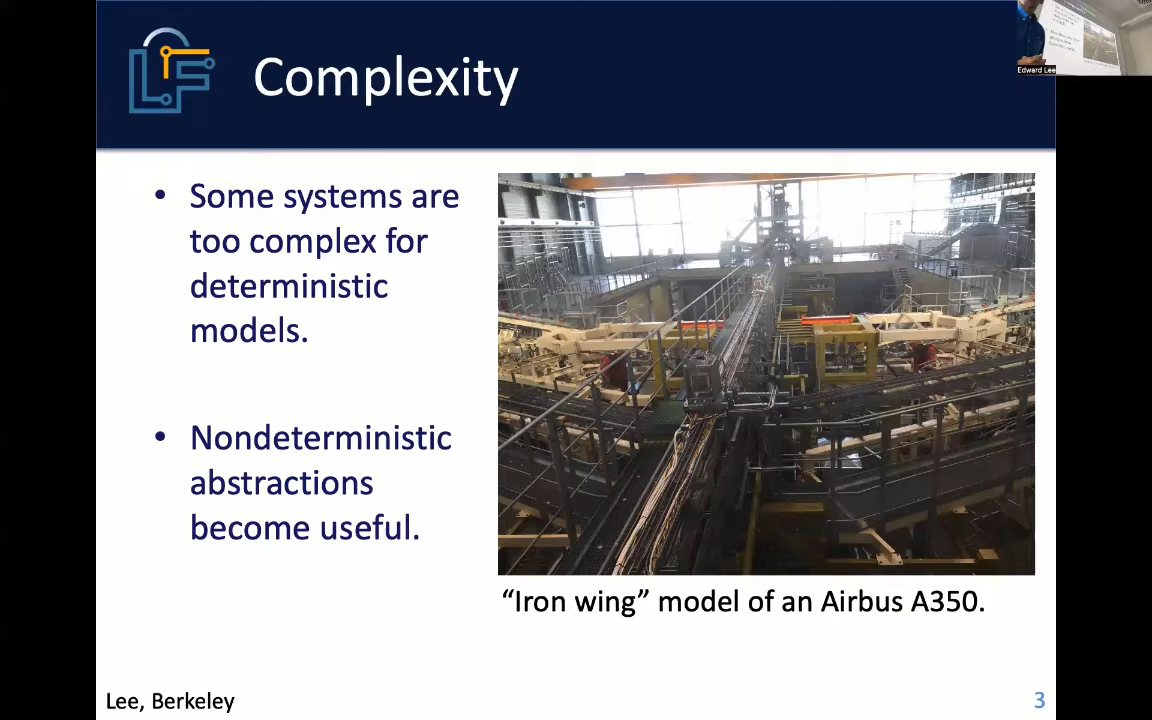 LF
Complexity
Edward Lee
• Some systems are
too complex for
deterministic
models.
• Nondeterministic
abstractions
become useful.
“Iron wing” model of an Airbus A350.
Lee, Berkeley
3